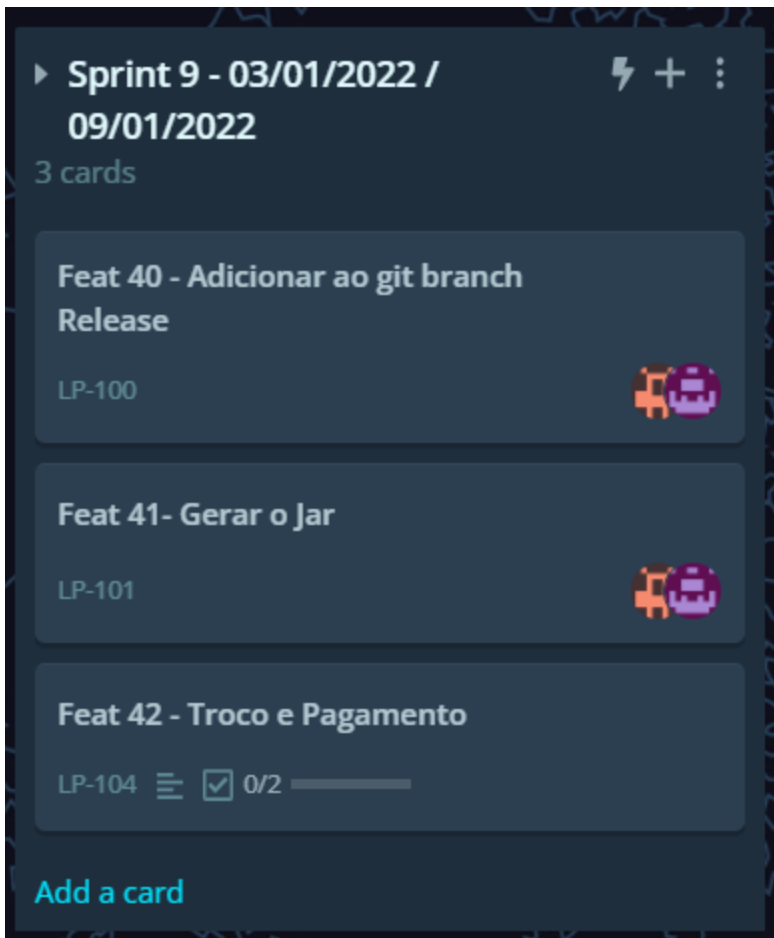 Sprint 9 - 03/01/2022 /
09/01/2022
3 cards
Feat 40 - Adicionar ao git branch
Release
LP-100
Feat 41- Gerar o Jar
LP-101
Feat 42 - Troco e Pagamento
LP-104 0/2
Add a card